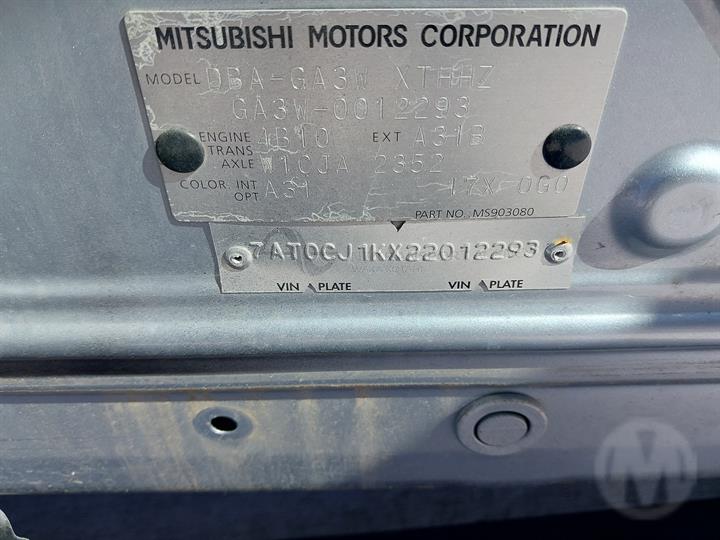 MITSUBISHI MOTORS CORPORATION
MODEL DBA-GA3W XTHHZ
GA3W-0012293
ENGINE 4B10 EXT A31B
TRANS AXLE W1CJA 2352
COLOR. INT OPT A31 17X 0G0
PART NO. MS903080
7AT0CJ1KX22012293
VIN PLATE VIN PLATE
M